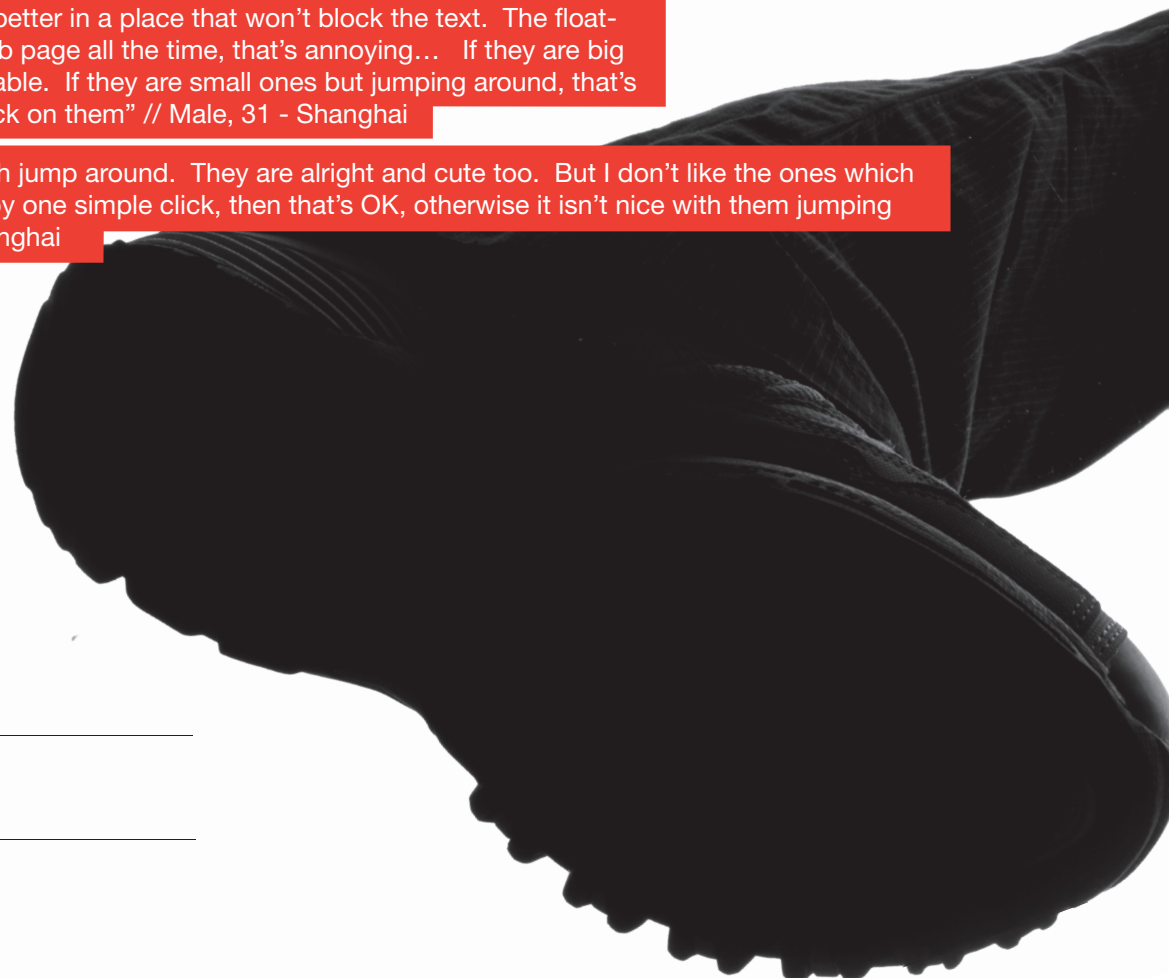 better in a place that won’t block the text.  The float-
b page all the time, that’s annoying…   If they are big
able.  If they are small ones but jumping around, that’s
ck on them” // Male, 31 - Shanghai
h jump around.  They are alright and cute too.  But I don’t like the ones which
by one simple click, then that’s OK, otherwise it isn’t nice with them jumping
nghai